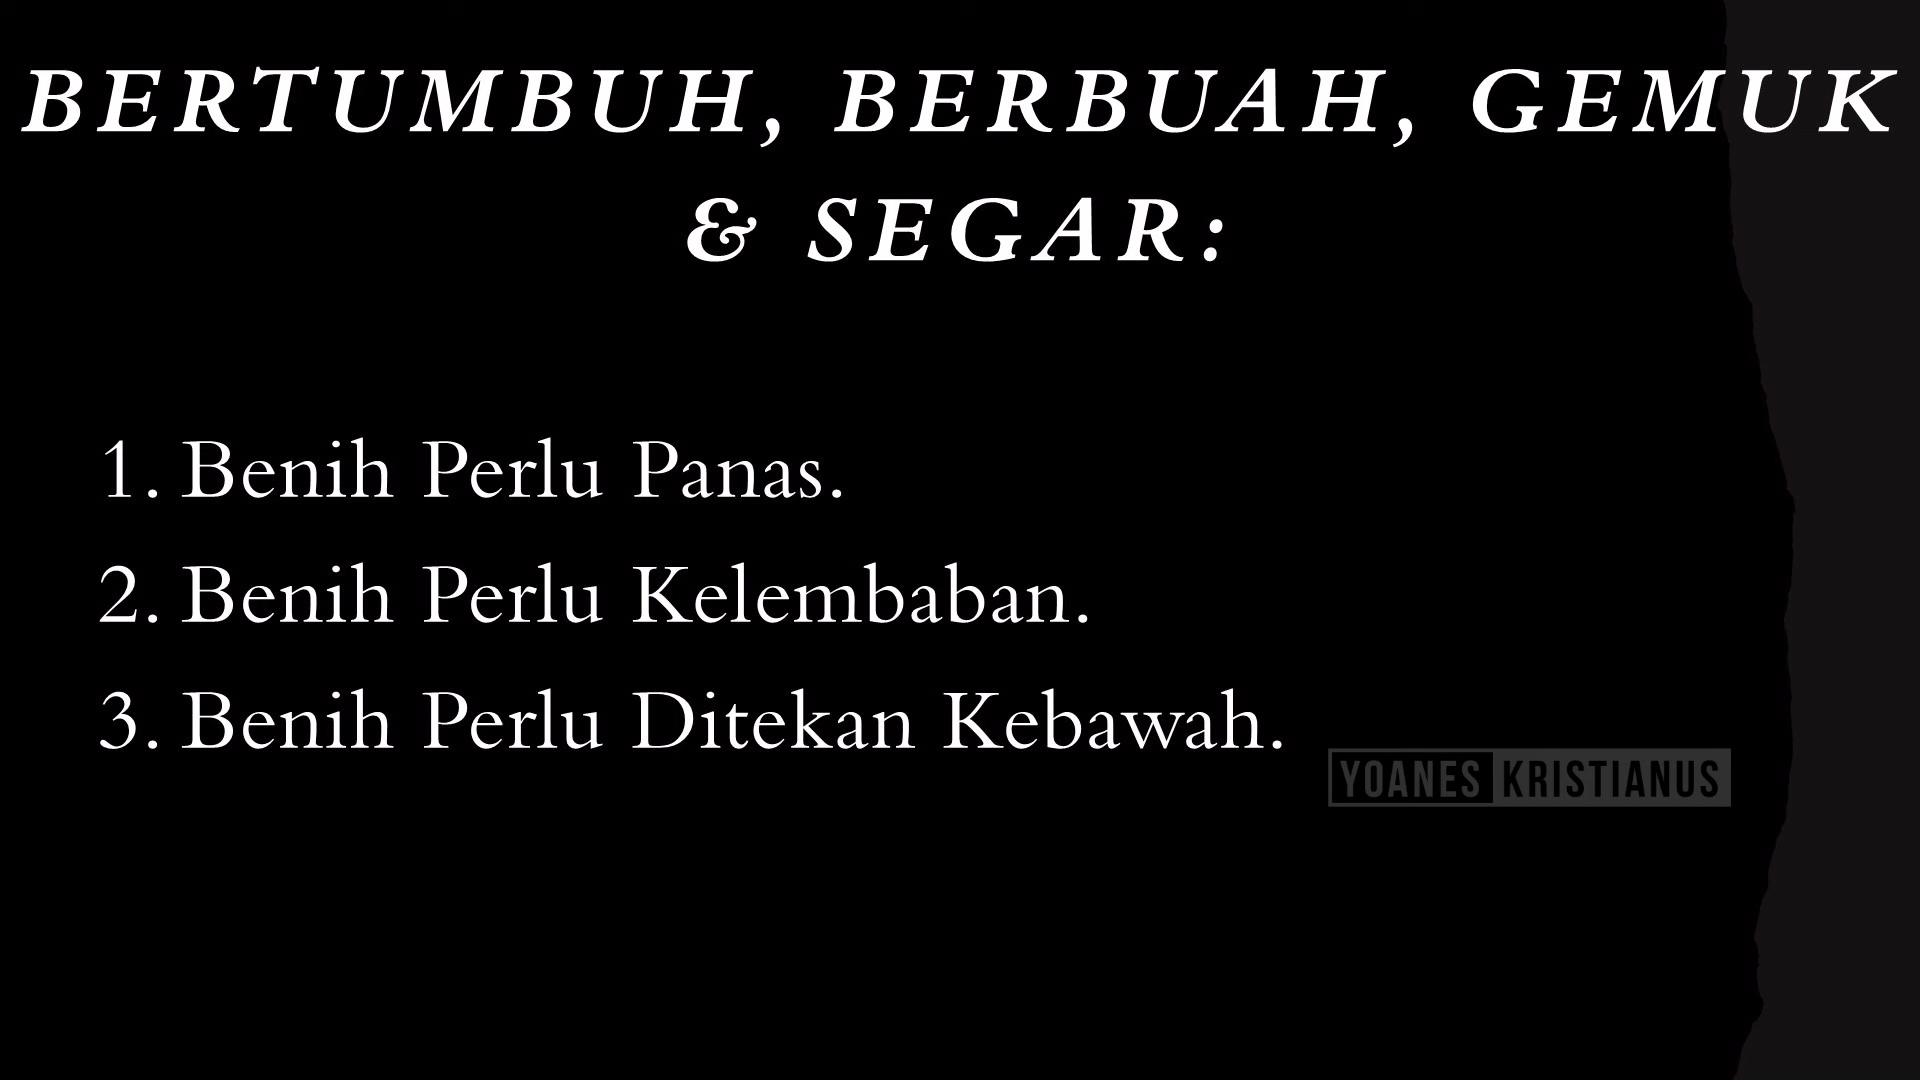 BERTUMBUH, BERBUAH, GEMUK
& SEGAR:
1. Benih Perlu Panas.
2. Benih Perlu Kelembaban.
3. Benih Perlu Ditekan Kebawah.
YOANES KRISTIANUS